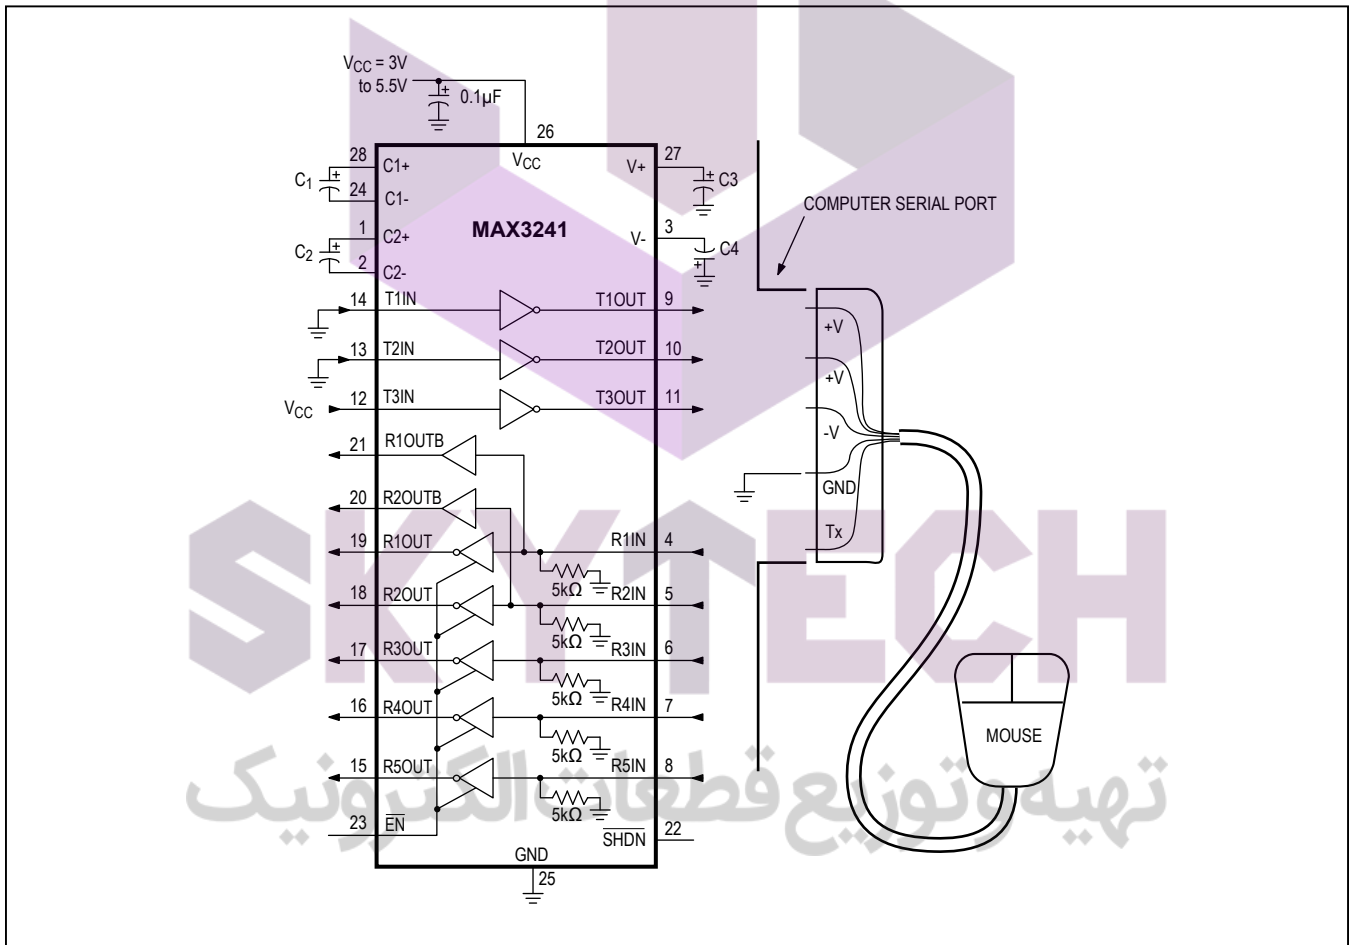 VCC = 3V
to 5.5V
0.1µF
26
VCC
28
C1+
C1
24
C1-
1
C2+
C2
2
C2-
MAX3241
V+
27
C3
V-
3
C4
COMPUTER SERIAL PORT
14
T1IN
T1OUT
9
13
T2IN
T2OUT
10
VCC
12
T3IN
T3OUT
11
21
R1OUTB
20
R2OUTB
19
R1OUT
R1IN
4
5kΩ
18
R2OUT
R2IN
5
5kΩ
17
R3OUT
R3IN
6
5kΩ
16
R4OUT
R4IN
7
5kΩ
15
R5OUT
R5IN
8
5kΩ
23
EN
SHDN
22
GND
25
+V
+V
-V
GND
Tx
MOUSE
SKYTECH
تهیه و توزیع قطعات الکترونیک